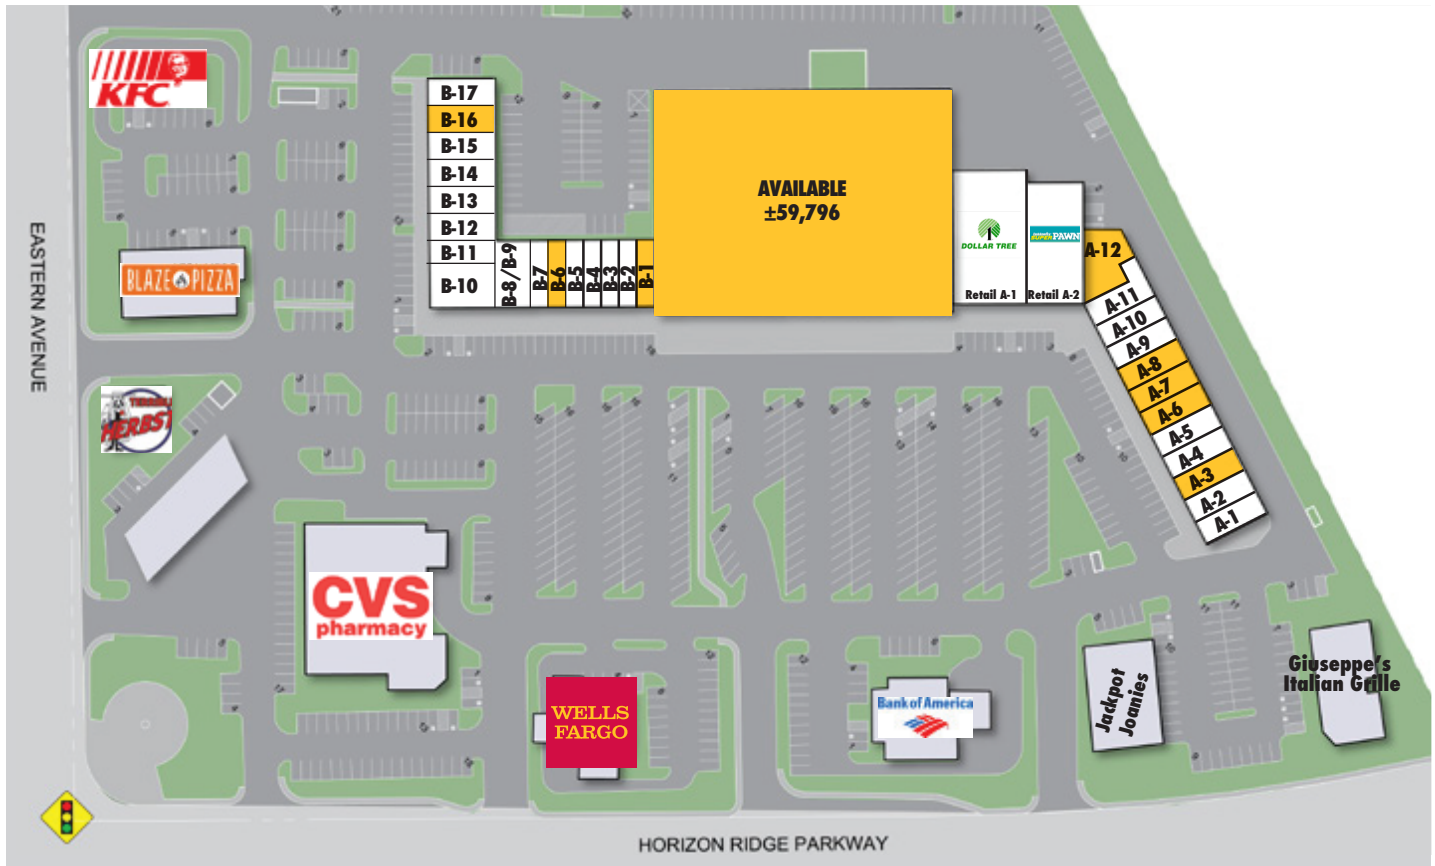 KFC
B-17
B-16
B-15
B-14
B-13
B-12
B-11
B-10
B-8/B-9
B-7
B-6
B-5
B-4
B-3
B-2
B-1
AVAILABLE
±59,796
DOLLAR TREE
Retail A-1
SUPER PAWN
Retail A-2
A-12
A-11
A-10
A-9
A-8
A-7
A-6
A-5
A-4
A-3
A-2
A-1
BLAZE PIZZA
EASTERN AVENUE
HERBST
CVS
pharmacy
WELLS
FARGO
Bank of America
Jackpot
Joanies
Giuseppe's
Italian Grille
HORIZON RIDGE PARKWAY